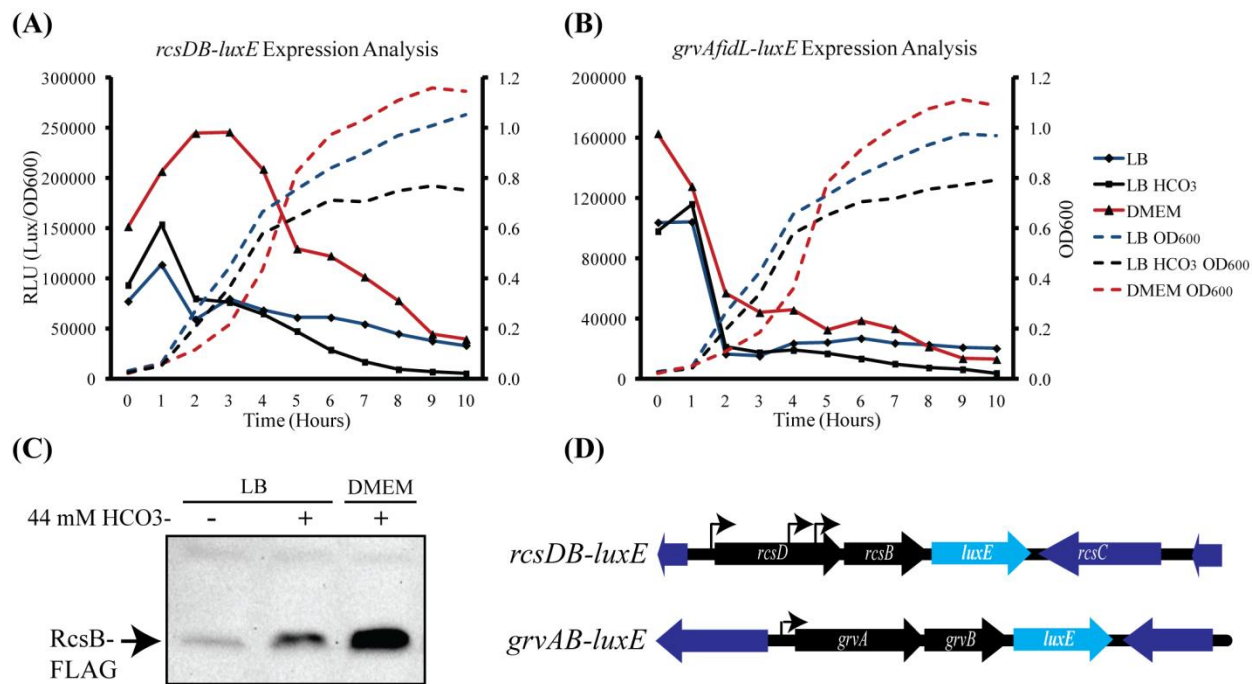 (A)
rcsDB-luxE Expression Analysis
RLU (Lux/OD600)
300000
250000
200000
150000
100000
50000
0
1.2
1.0
0.8
0.6
0.4
0.2
0.0
0 1 2 3 4 5 6 7 8 9 10
Time (Hours)
(B)
grvAfidL-luxE Expression Analysis
200000
160000
120000
80000
40000
0
1.2
1.0
0.8
0.6
0.4
0.2
0.0
OD600
0 1 2 3 4 5 6 7 8 9 10
Time (Hours)
LB
LB HCO3
DMEM
LB OD600
LB HCO3 OD600
DMEM OD600
(C)
LB DMEM
44 mM HCO3- - + +
RcsB-
FLAG
(D)
rcsDB-luxE
rcsD rcsB luxE rcsC
grvAB-luxE
grvA grvB luxE